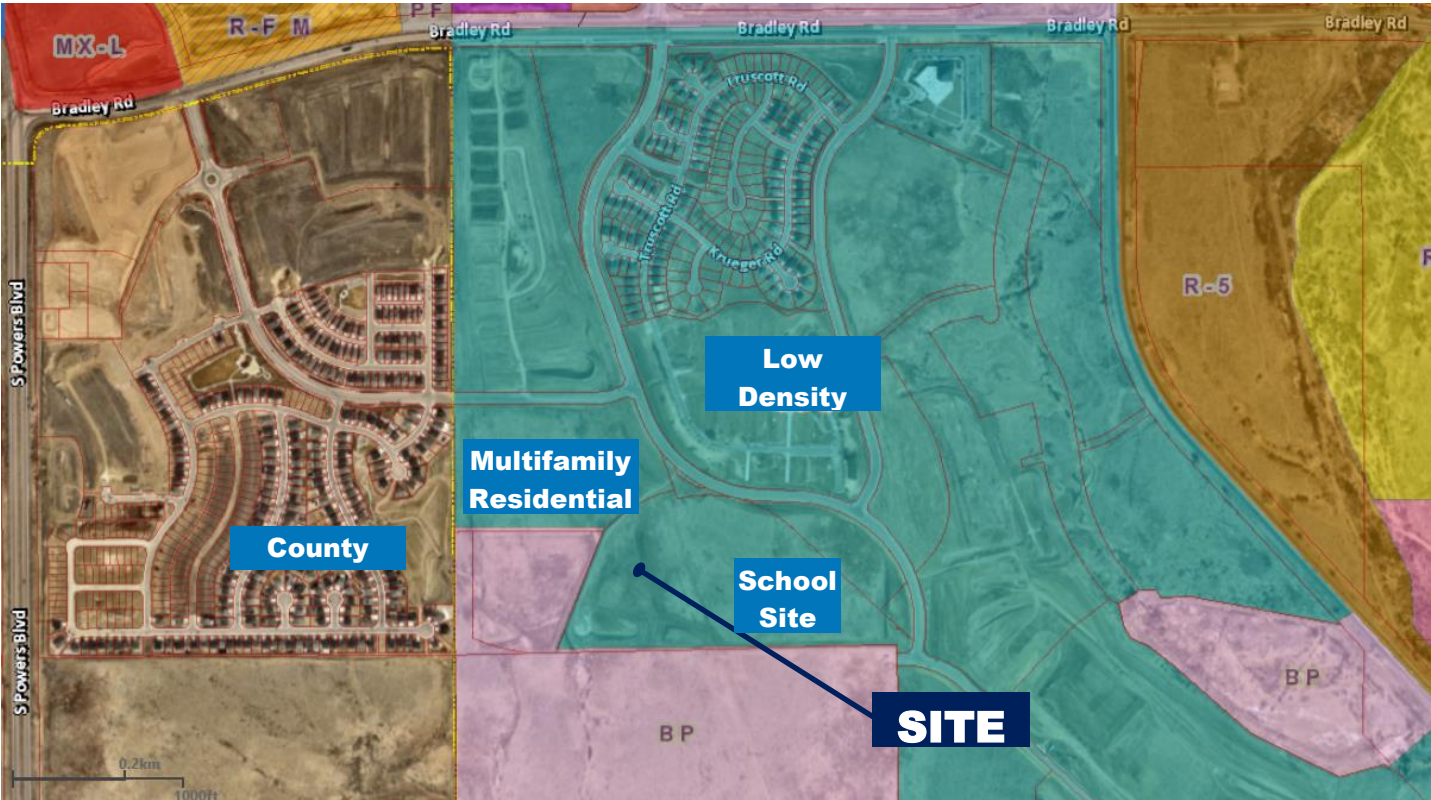 PF
R-F M
MX-L
Bradley Rd
Bradley Rd
Bradley Rd
Bradley Rd
Bradley Rd
Truscott Rd
Truscott Rd
Krueger Rd
R-5
R
S Powers Blvd
Low
Density
Multifamily
Residential
County
School
Site
S Powers Blvd
BP
BP
SITE
0.2km
1000ft